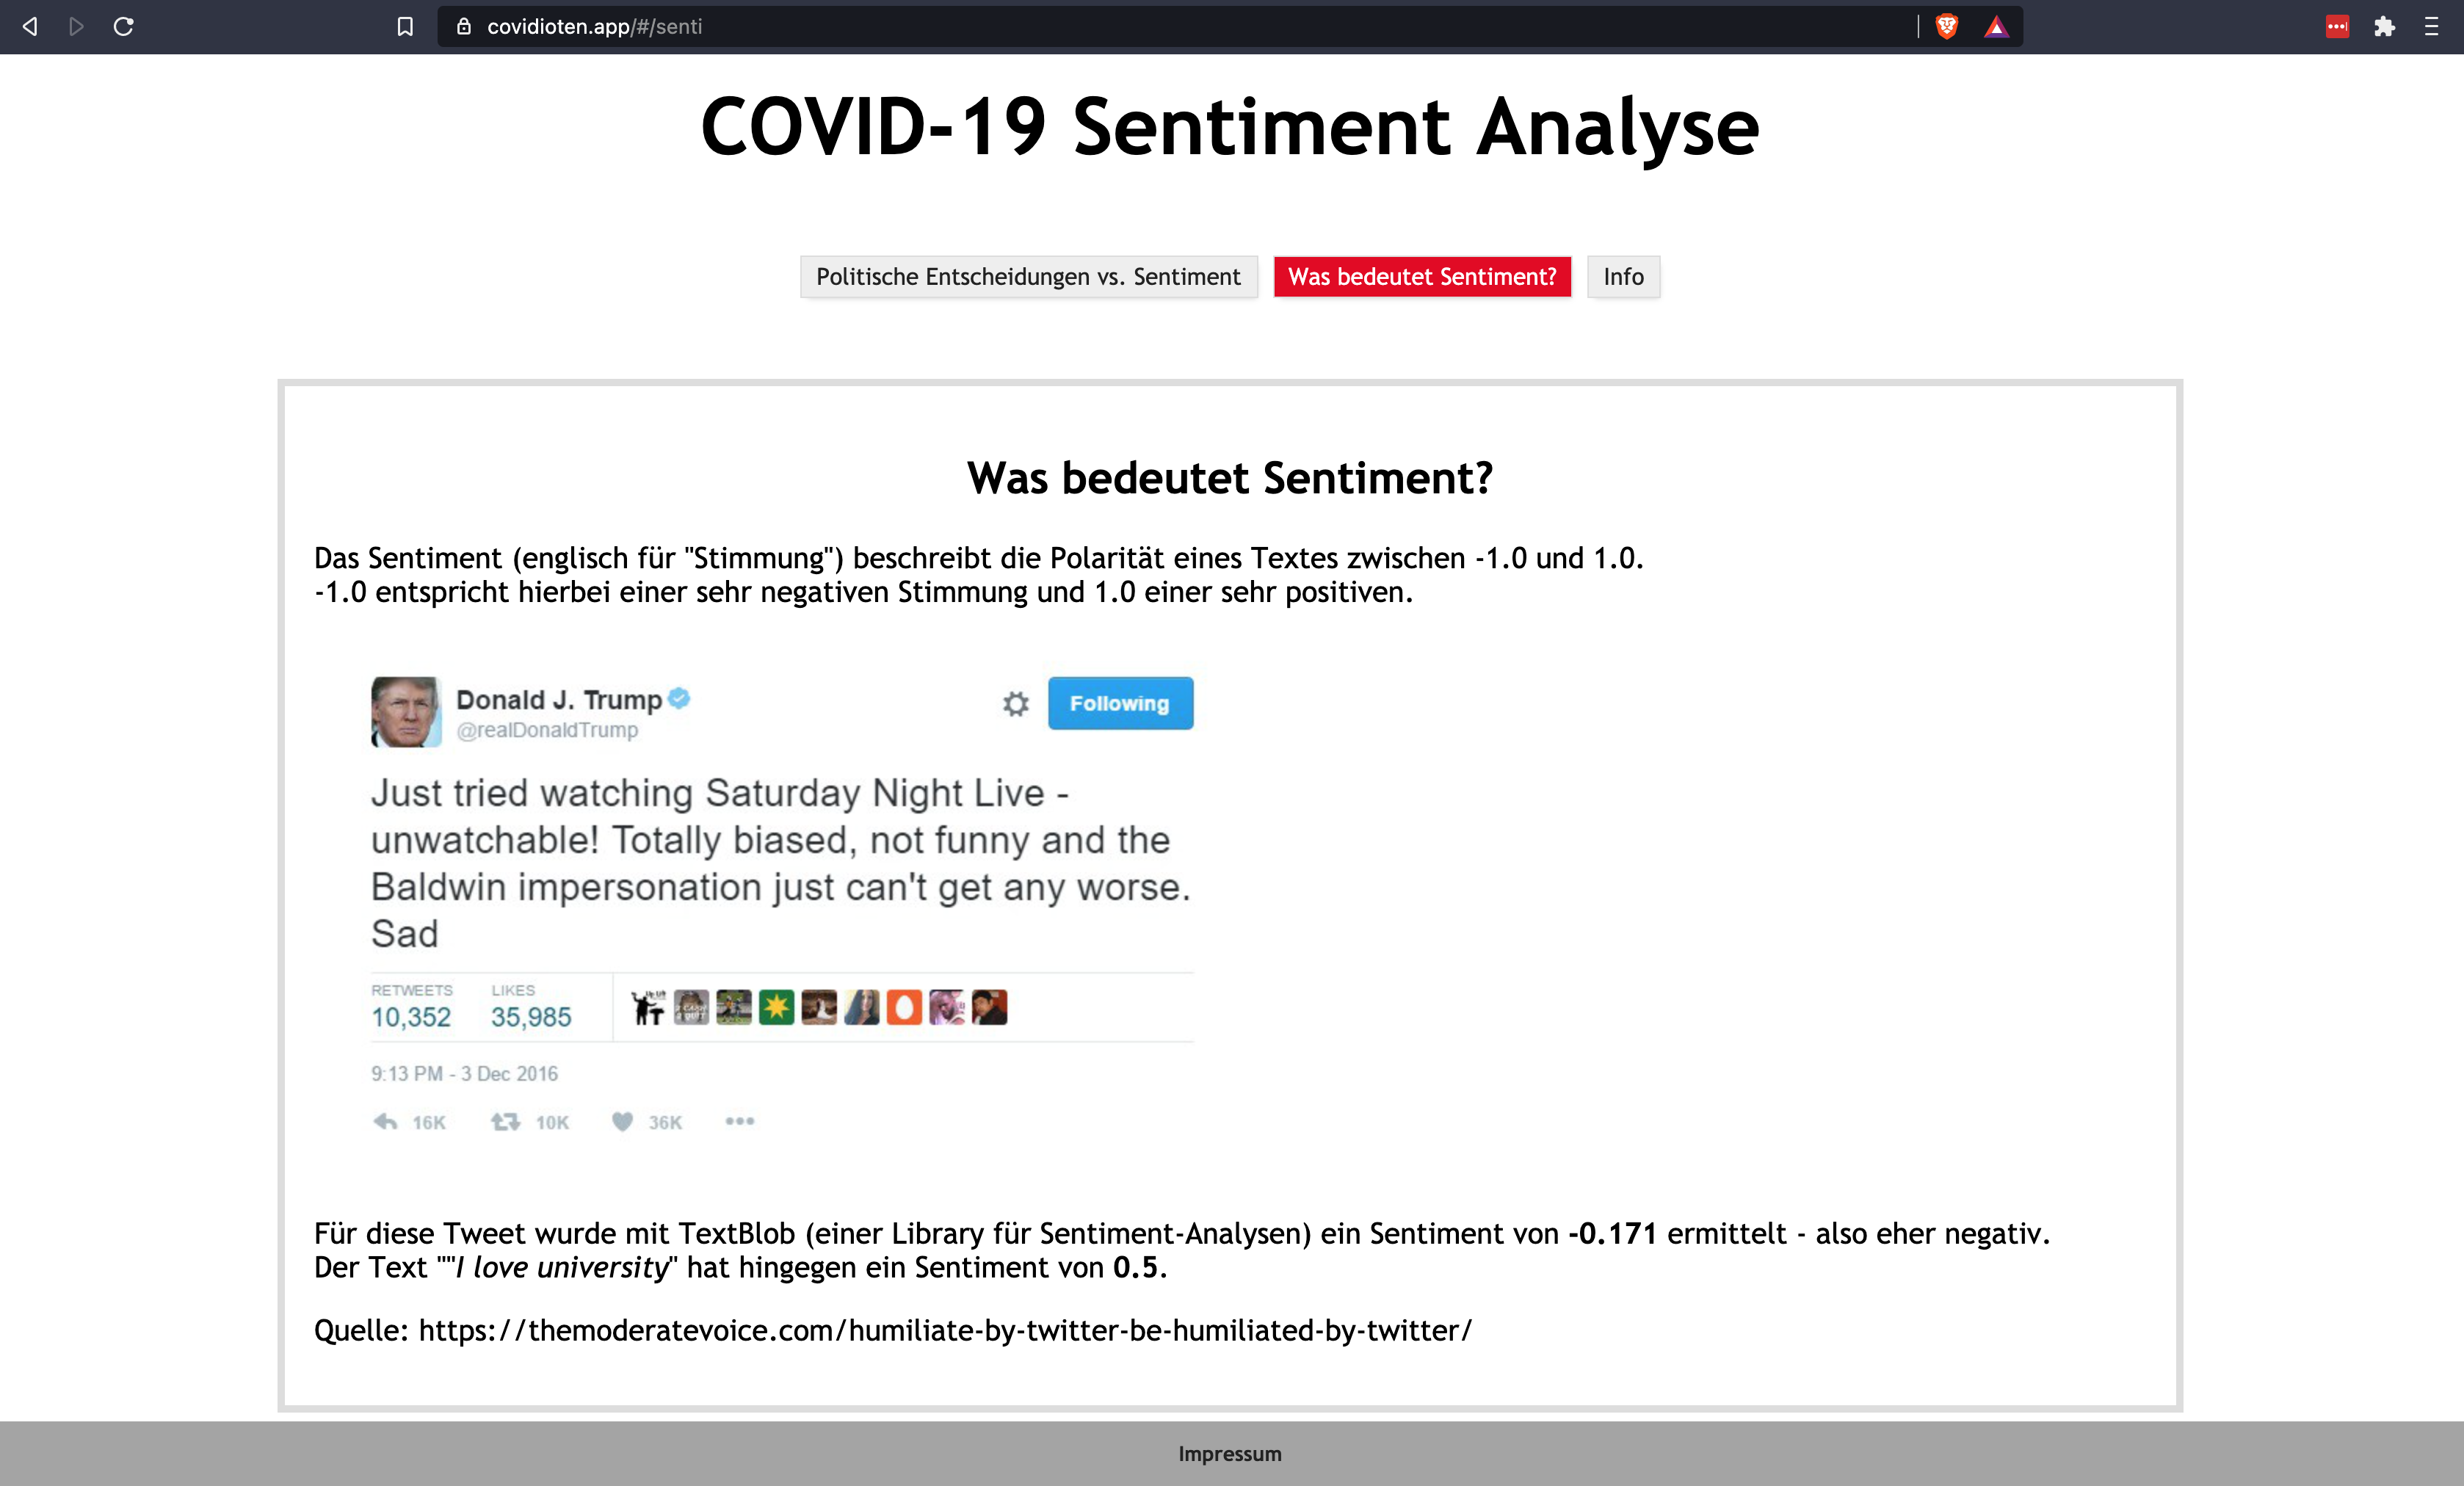 covidioten.app/#/senti
COVID-19 Sentiment Analyse
Politische Entscheidungen vs. Sentiment
Was bedeutet Sentiment?
Info
Was bedeutet Sentiment?
Das Sentiment (englisch für "Stimmung") beschreibt die Polarität eines Textes zwischen -1.0 und 1.0.
-1.0 entspricht hierbei einer sehr negativen Stimmung und 1.0 einer sehr positiven.
Donald J. Trump
@realDonaldTrump
Following
Just tried watching Saturday Night Live -
unwatchable! Totally biased, not funny and the
Baldwin impersonation just can't get any worse.
Sad
RETWEETS LIKES
10,352 35,985
9:13 PM - 3 Dec 2016
16K 10K 36K
Für diese Tweet wurde mit TextBlob (einer Library für Sentiment-Analysen) ein Sentiment von -0.171 ermittelt - also eher negativ.
Der Text ""I love university" hat hingegen ein Sentiment von 0.5.
Quelle: https://themoderatevoice.com/humiliate-by-twitter-be-humiliated-by-twitter/
Impressum